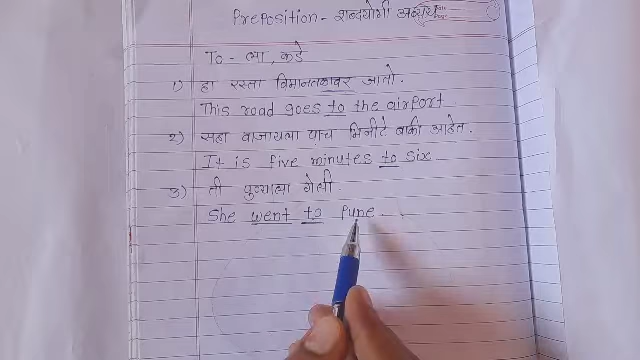 Preposition - शब्दयोगी अव्यय
To - ला, कडे
१) हा रस्ता विमानतळावर जातो.
This road goes to the airport.
२) सहा वाजायला पाच मिनीटे बाकी आहेत.
It is five minutes to six
३) ती पुण्याला गेली.
She went to Pune.